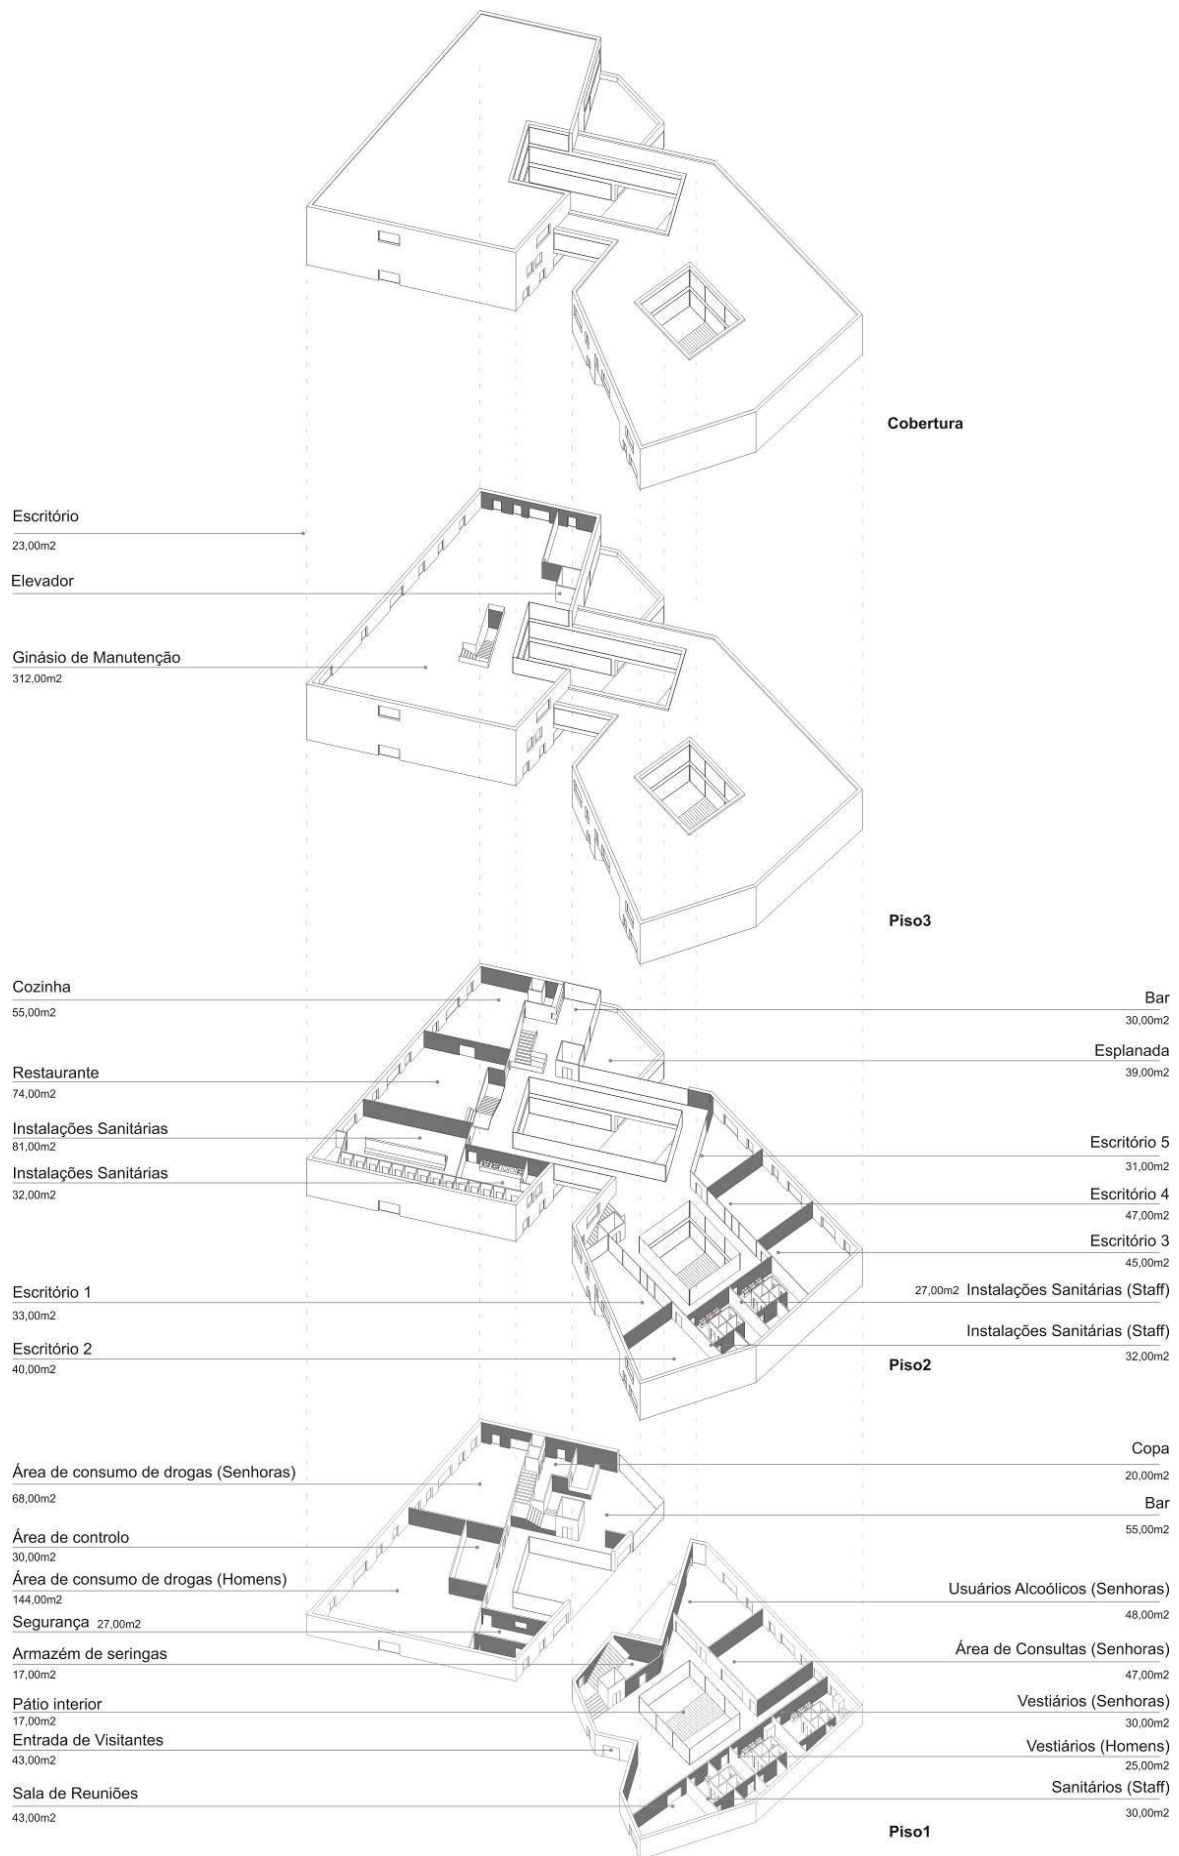 Cobertura
Escritório
23,00m2
Elevador
Ginásio de Manutenção
312,00m2
Piso3
Cozinha
55,00m2
Restaurante
74,00m2
Instalações Sanitárias
81,00m2
Instalações Sanitárias
32,00m2
Escritório 1
33,00m2
Escritório 2
40,00m2
Bar
30,00m2
Esplanada
39,00m2
Escritório 5
31,00m2
Escritório 4
47,00m2
Escritório 3
45,00m2
27,00m2 Instalações Sanitárias (Staff)
Instalações Sanitárias (Staff)
32,00m2
Piso2
Área de consumo de drogas (Senhoras)
68,00m2
Área de controlo
30,00m2
Área de consumo de drogas (Homens)
144,00m2
Segurança 27,00m2
Armazém de seringas
17,00m2
Pátio interior
17,00m2
Entrada de Visitantes
43,00m2
Sala de Reuniões
43,00m2
Copa
20,00m2
Bar
55,00m2
Usuários Alcoólicos (Senhoras)
48,00m2
Área de Consultas (Senhoras)
47,00m2
Vestiários (Senhoras)
30,00m2
Vestiários (Homens)
25,00m2
Sanitários (Staff)
30,00m2
Piso1